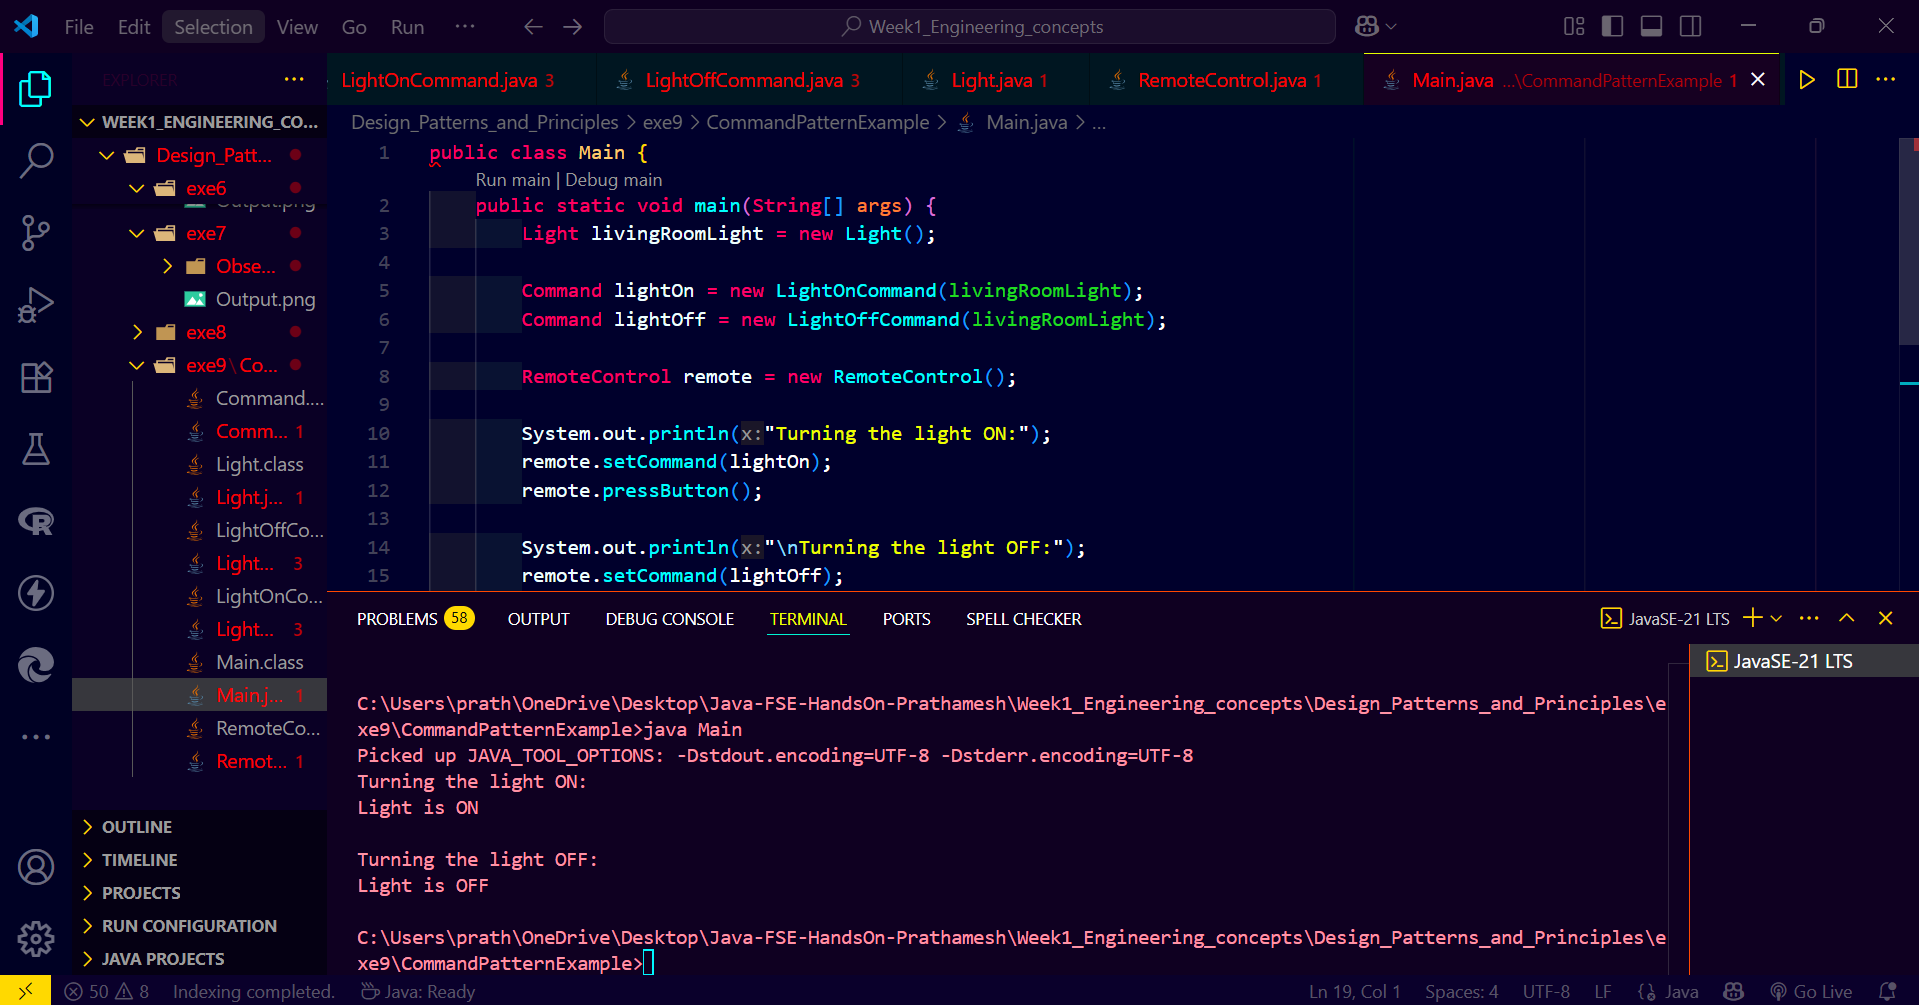 File Edit Selection View Go Run ··· Week1_Engineering_concepts
EXPLORER ···
LightOnCommand.java 3 LightOffCommand.java 3 Light.java 1 RemoteControl.java 1 Main.java ...\CommandPatternExample 1
WEEK1_ENGINEERING_CO...
Design_Patt...
exe6
Output.png
exe7
Obse...
Output.png
exe8
exe9\Co...
Command....
Comm... 1
Light.class
Light.j... 1
LightOffCo...
Light... 3
LightOnCo...
Light... 3
Main.class
Main.j... 1
RemoteCo...
Remot... 1
OUTLINE
TIMELINE
PROJECTS
RUN CONFIGURATION
JAVA PROJECTS
Design_Patterns_and_Principles > exe9 > CommandPatternExample > Main.java > ...
1 public class Main {
Run main | Debug main
2 public static void main(String[] args) {
3 Light livingRoomLight = new Light();
4
5 Command lightOn = new LightOnCommand(livingRoomLight);
6 Command lightOff = new LightOffCommand(livingRoomLight);
7
8 RemoteControl remote = new RemoteControl();
9
10 System.out.println(x:"Turning the light ON:");
11 remote.setCommand(lightOn);
12 remote.pressButton();
13
14 System.out.println(x:"\nTurning the light OFF:");
15 remote.setCommand(lightOff);
PROBLEMS 58 OUTPUT DEBUG CONSOLE TERMINAL PORTS SPELL CHECKER JavaSE-21 LTS
JavaSE-21 LTS
C:\Users\prath\OneDrive\Desktop\Java-FSE-HandsOn-Prathamesh\Week1_Engineering_concepts\Design_Patterns_and_Principles\e
xe9\CommandPatternExample>java Main
Picked up JAVA_TOOL_OPTIONS: -Dstdout.encoding=UTF-8 -Dstderr.encoding=UTF-8
Turning the light ON:
Light is ON
Turning the light OFF:
Light is OFF
C:\Users\prath\OneDrive\Desktop\Java-FSE-HandsOn-Prathamesh\Week1_Engineering_concepts\Design_Patterns_and_Principles\e
xe9\CommandPatternExample>
50 8 Indexing completed. Java: Ready Ln 19, Col 1 Spaces: 4 UTF-8 LF {} Java Go Live